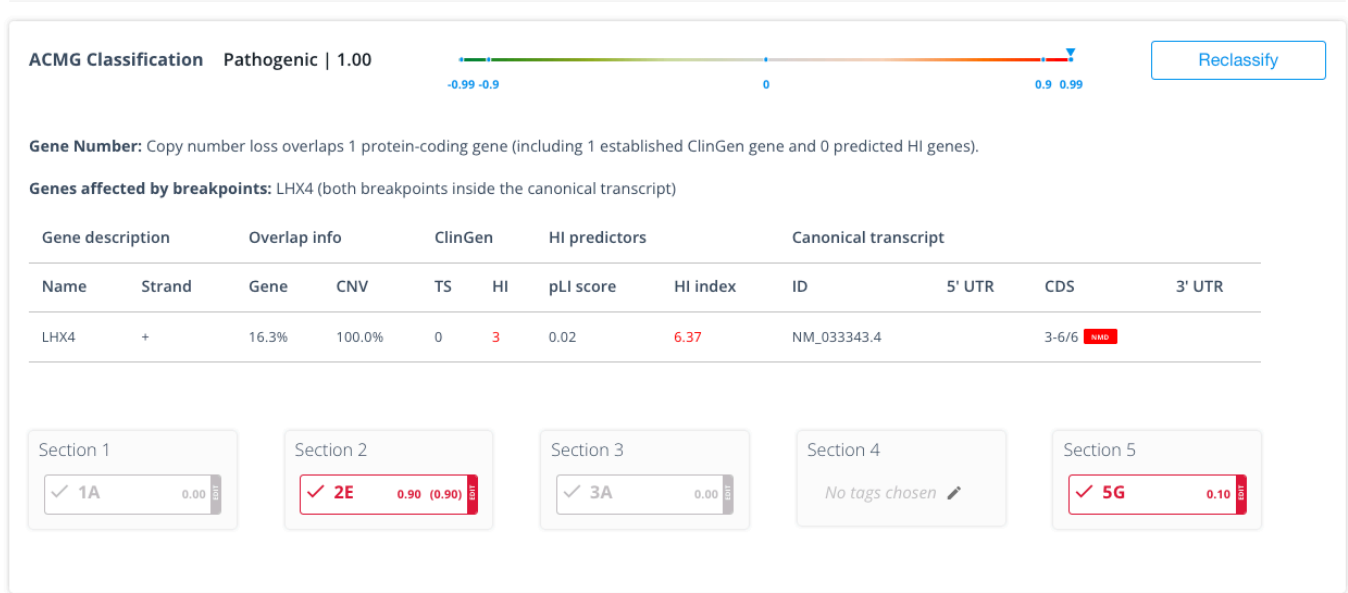 ACMG Classification Pathogenic | 1.00
-0.99 -0.9 0 0.9 0.99
Reclassify
Gene Number: Copy number loss overlaps 1 protein-coding gene (including 1 established ClinGen gene and 0 predicted HI genes).
Genes affected by breakpoints: LHX4 (both breakpoints inside the canonical transcript)
Gene description Overlap info ClinGen HI predictors Canonical transcript
Name Strand Gene CNV TS HI pLI score HI index ID 5' UTR CDS 3' UTR
LHX4 + 16.3% 100.0% 0 3 0.02 6.37 NM_033343.4 3-6/6 NMD
Section 1
1A 0.00 EDIT
Section 2
2E 0.90 (0.90) EDIT
Section 3
3A 0.00 EDIT
Section 4
No tags chosen
Section 5
5G 0.10 EDIT